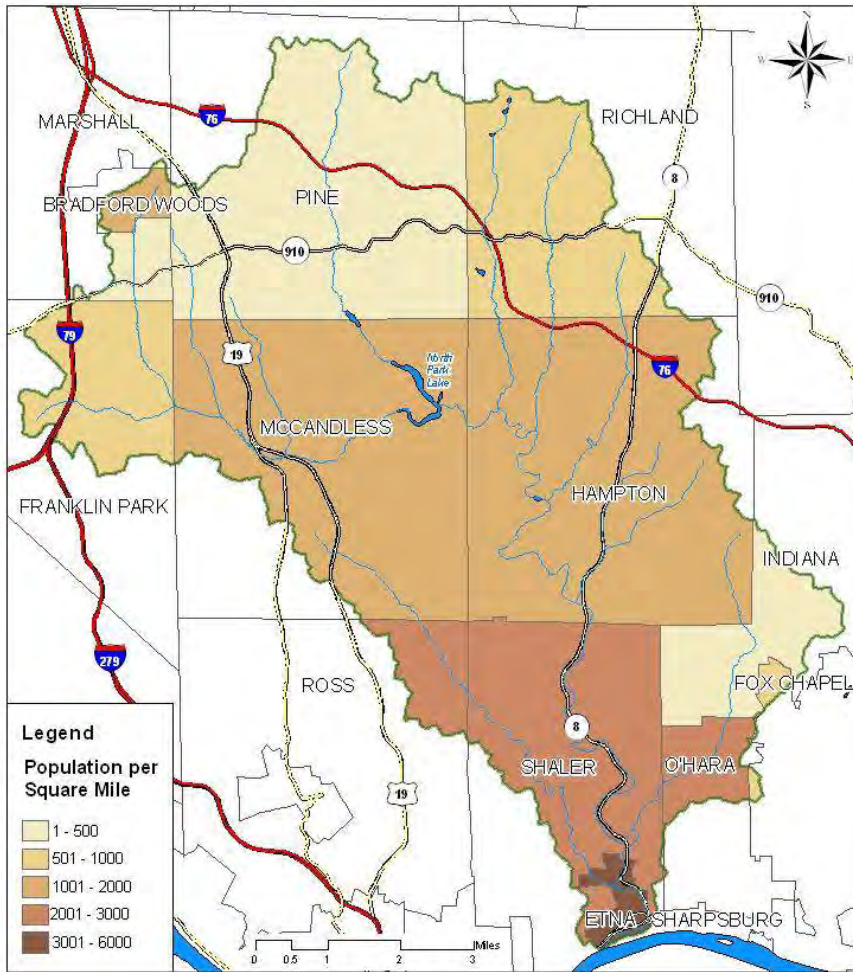 N
W
E
S
MARSHALL
76
RICHLAND
8
BRADFORD WOODS
PINE
910
910
79
19
North
Park
Lake
76
MCCANDLESS
FRANKLIN PARK
HAMPTON
INDIANA
279
ROSS
FOX CHAPEL
8
SHALER
O'HARA
19
ETNA
SHARPSBURG
Legend
Population per
Square Mile
1 - 500
501 - 1000
1001 - 2000
2001 - 3000
3001 - 6000
Miles
0 0.5 1 2 3